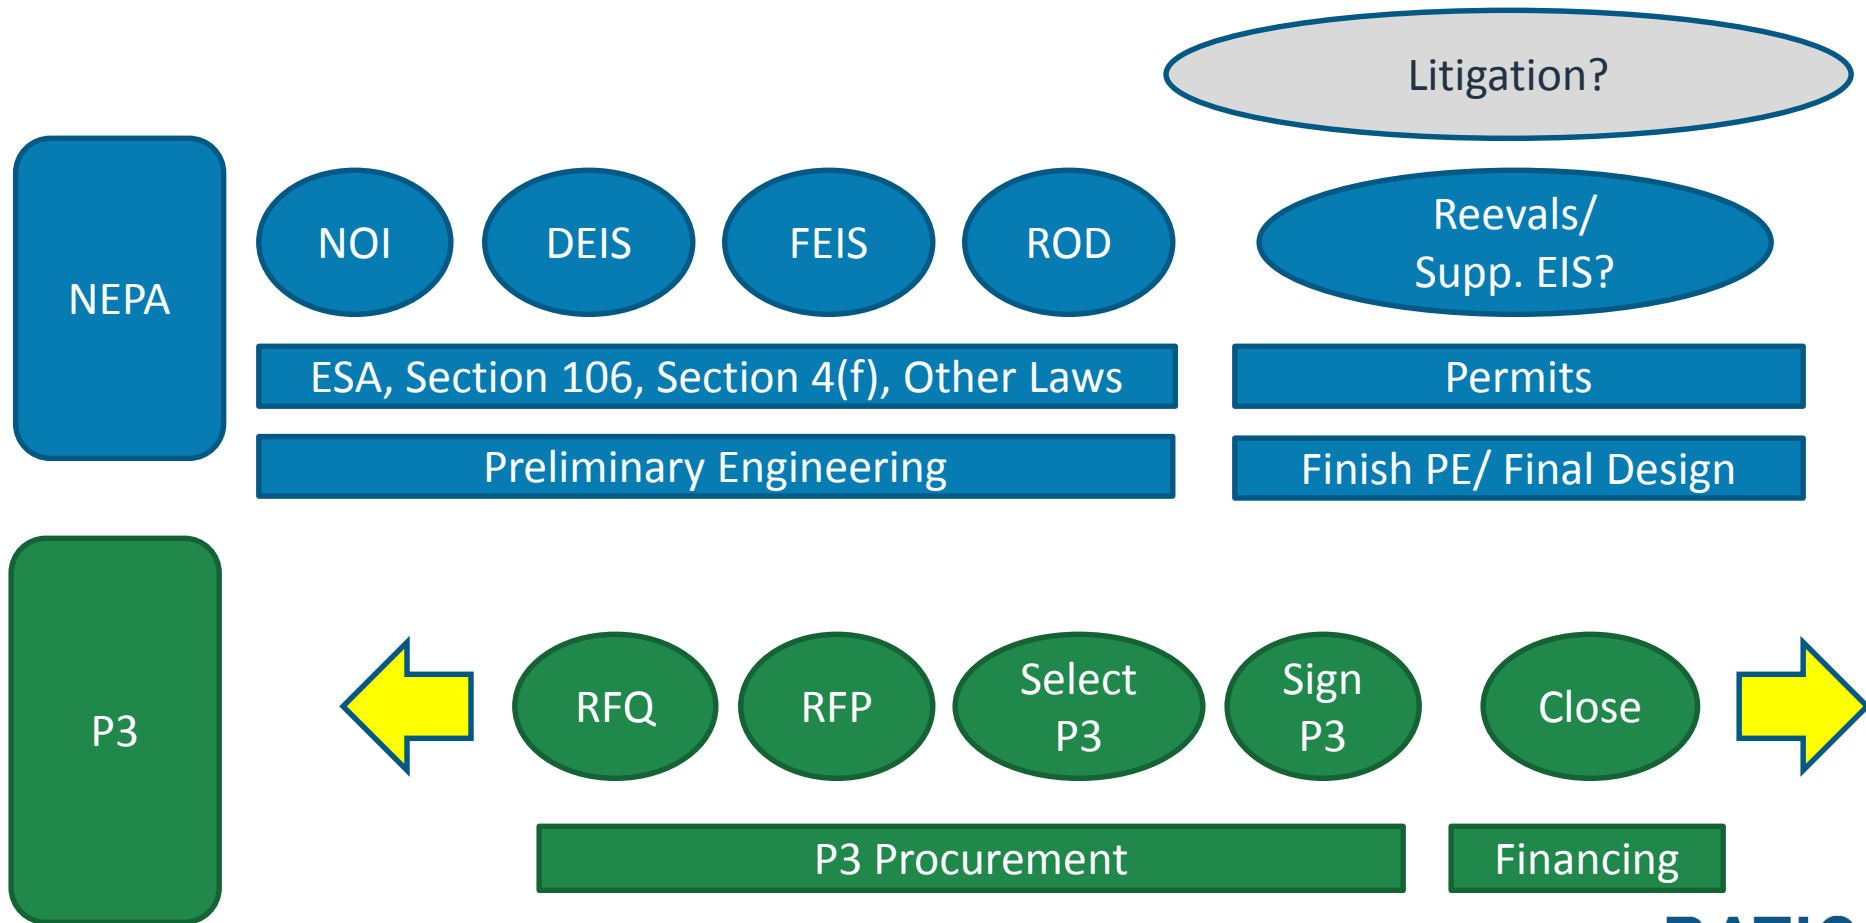 Litigation?
NEPA
NOI
DEIS
FEIS
ROD
Reevals/
Supp. EIS?
ESA, Section 106, Section 4(f), Other Laws
Permits
Preliminary Engineering
Finish PE/ Final Design
P3
RFQ
RFP
Select
P3
Sign
P3
Close
P3 Procurement
Financing